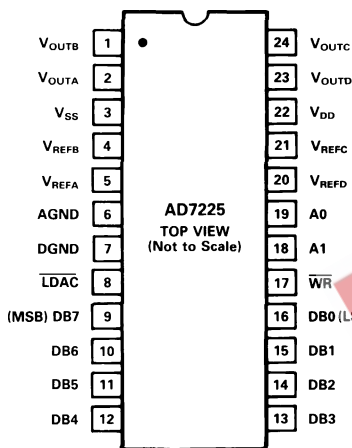 VOUTB 1
VOUTA 2
VSS 3
VREFB 4
VREFA 5
AGND 6
DGND 7
LDAC 8
(MSB) DB7 9
DB6 10
DB5 11
DB4 12
AD7225
TOP VIEW
(Not to Scale)
24 VOUTC
23 VOUTD
22 VDD
21 VREFC
20 VREFD
19 A0
18 A1
17 WR
16 DB0
15 DB1
14 DB2
13 DB3